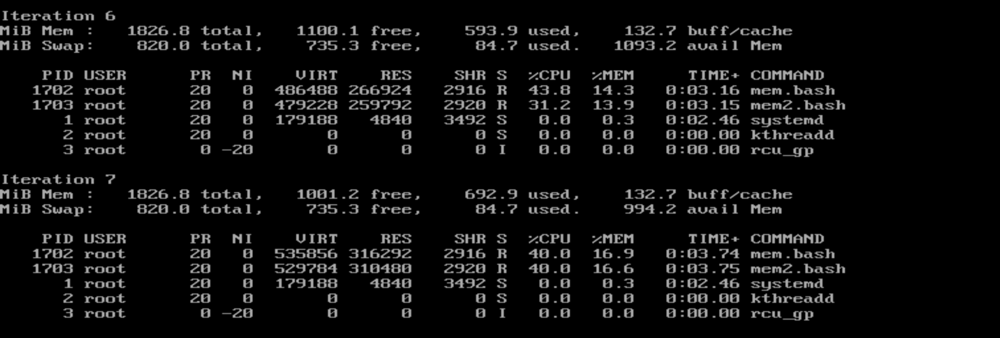 Iteration 6
MiB Mem :   1826.8 total,   1100.1 free,    593.9 used,    132.7 buff/cache
MiB Swap:    820.0 total,    735.3 free,     84.7 used.   1093.2 avail Mem
    PID USER      PR  NI    VIRT    RES    SHR S  %CPU  %MEM     TIME+ COMMAND
   1702 root      20   0  486488 266924   2916 R  43.8  14.3   0:03.16 mem.bash
   1703 root      20   0  479228 259792   2920 R  31.2  13.9   0:03.15 mem2.bash
      1 root      20   0  179188   4840   3492 S   0.0   0.3   0:02.46 systemd
      2 root      20   0       0      0      0 S   0.0   0.0   0:00.00 kthreadd
      3 root       0 -20       0      0      0 I   0.0   0.0   0:00.00 rcu_gp
Iteration 7
MiB Mem :   1826.8 total,   1001.2 free,    692.9 used,    132.7 buff/cache
MiB Swap:    820.0 total,    735.3 free,     84.7 used.    994.2 avail Mem
    PID USER      PR  NI    VIRT    RES    SHR S  %CPU  %MEM     TIME+ COMMAND
   1702 root      20   0  535856 316292   2916 R  40.0  16.9   0:03.74 mem.bash
   1703 root      20   0  529784 310480   2920 R  40.0  16.6   0:03.75 mem2.bash
      1 root      20   0  179188   4840   3492 S   0.0   0.3   0:02.46 systemd
      2 root      20   0       0      0      0 S   0.0   0.0   0:00.00 kthreadd
      3 root       0 -20       0      0      0 I   0.0   0.0   0:00.00 rcu_gp